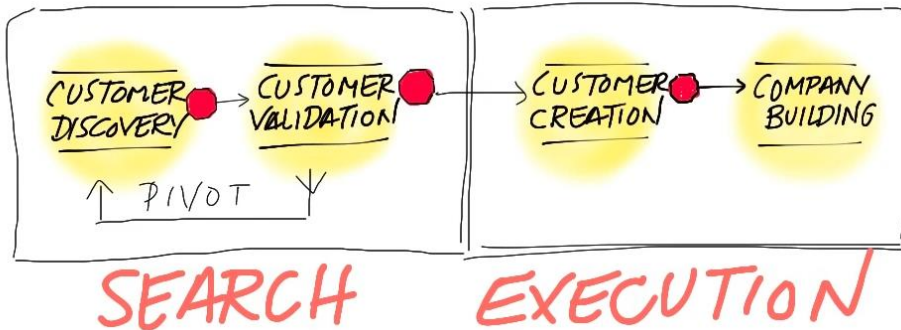 CUSTOMER
DISCOVERY
CUSTOMER
VALIDATION
CUSTOMER
CREATION
COMPANY
BUILDING
PIVOT
SEARCH
EXECUTION